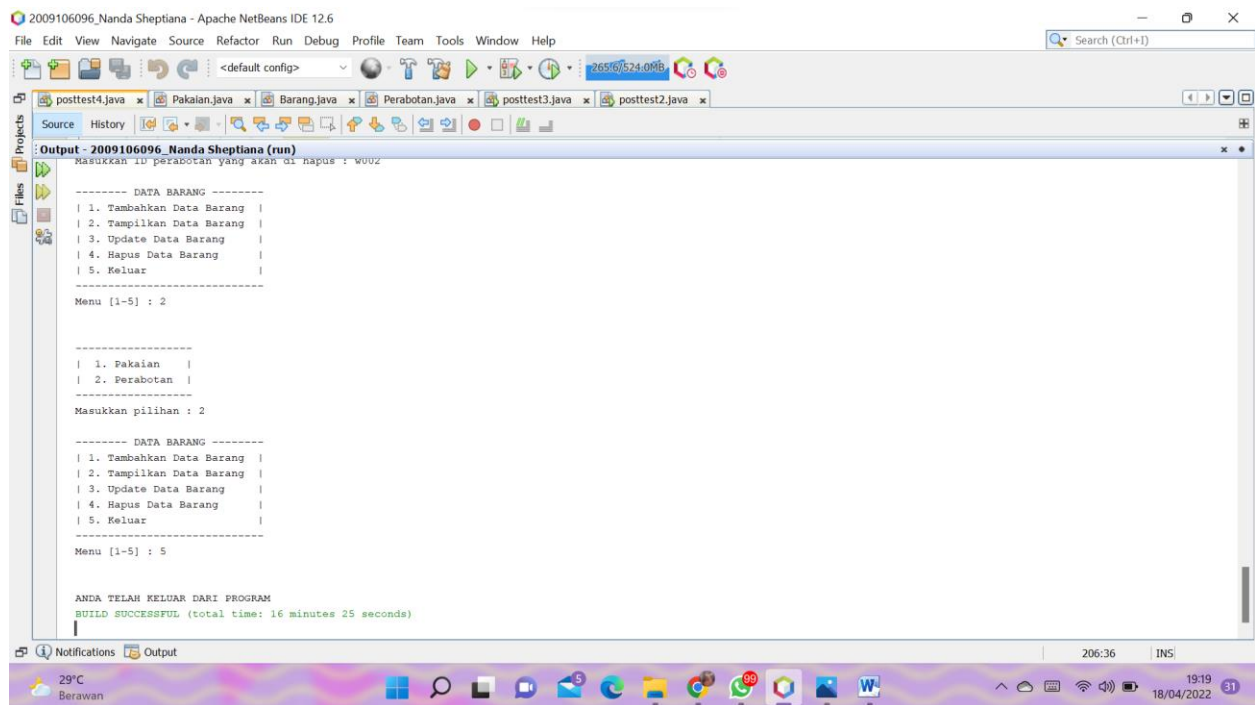 2009106096_Nanda Sheptiana - Apache NetBeans IDE 12.6
File Edit View Navigate Source Refactor Run Debug Profile Team Tools Window Help
Search (Ctrl+I)
<default config>
265.6/524.0MB
posttest4.java Pakaian.java Barang.java Perabotan.java posttest3.java posttest2.java
Source History
Projects
Files
Output - 2009106096_Nanda Sheptiana (run)
Masukkan ID perabotan yang akan di hapus : w002
-------- DATA BARANG --------
| 1. Tambahkan Data Barang |
| 2. Tampilkan Data Barang |
| 3. Update Data Barang |
| 4. Hapus Data Barang |
| 5. Keluar |
-----------------------------
Menu [1-5] : 2
------------------
| 1. Pakaian |
| 2. Perabotan |
------------------
Masukkan pilihan : 2
-------- DATA BARANG --------
| 1. Tambahkan Data Barang |
| 2. Tampilkan Data Barang |
| 3. Update Data Barang |
| 4. Hapus Data Barang |
| 5. Keluar |
-----------------------------
Menu [1-5] : 5
ANDA TELAH KELUAR DARI PROGRAM
BUILD SUCCESSFUL (total time: 16 minutes 25 seconds)
Notifications Output
206:36 INS
29°C
Berawan
5
99
19:19
18/04/2022
31